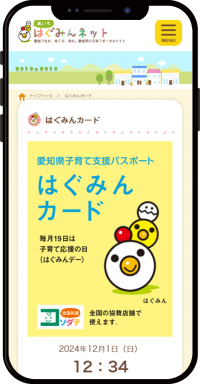 あいち
はぐみんネット
MENU
トップページ > はぐみんカード
はぐみんカード
愛知県子育て支援パスポート
はぐみん
カード
毎月19日は
子育て応援の日
(はぐみんデー)
はぐみん
全国共通
コソダテ
全国の協賛店舗で
使えます.
2024年12月1日(日)
12:34